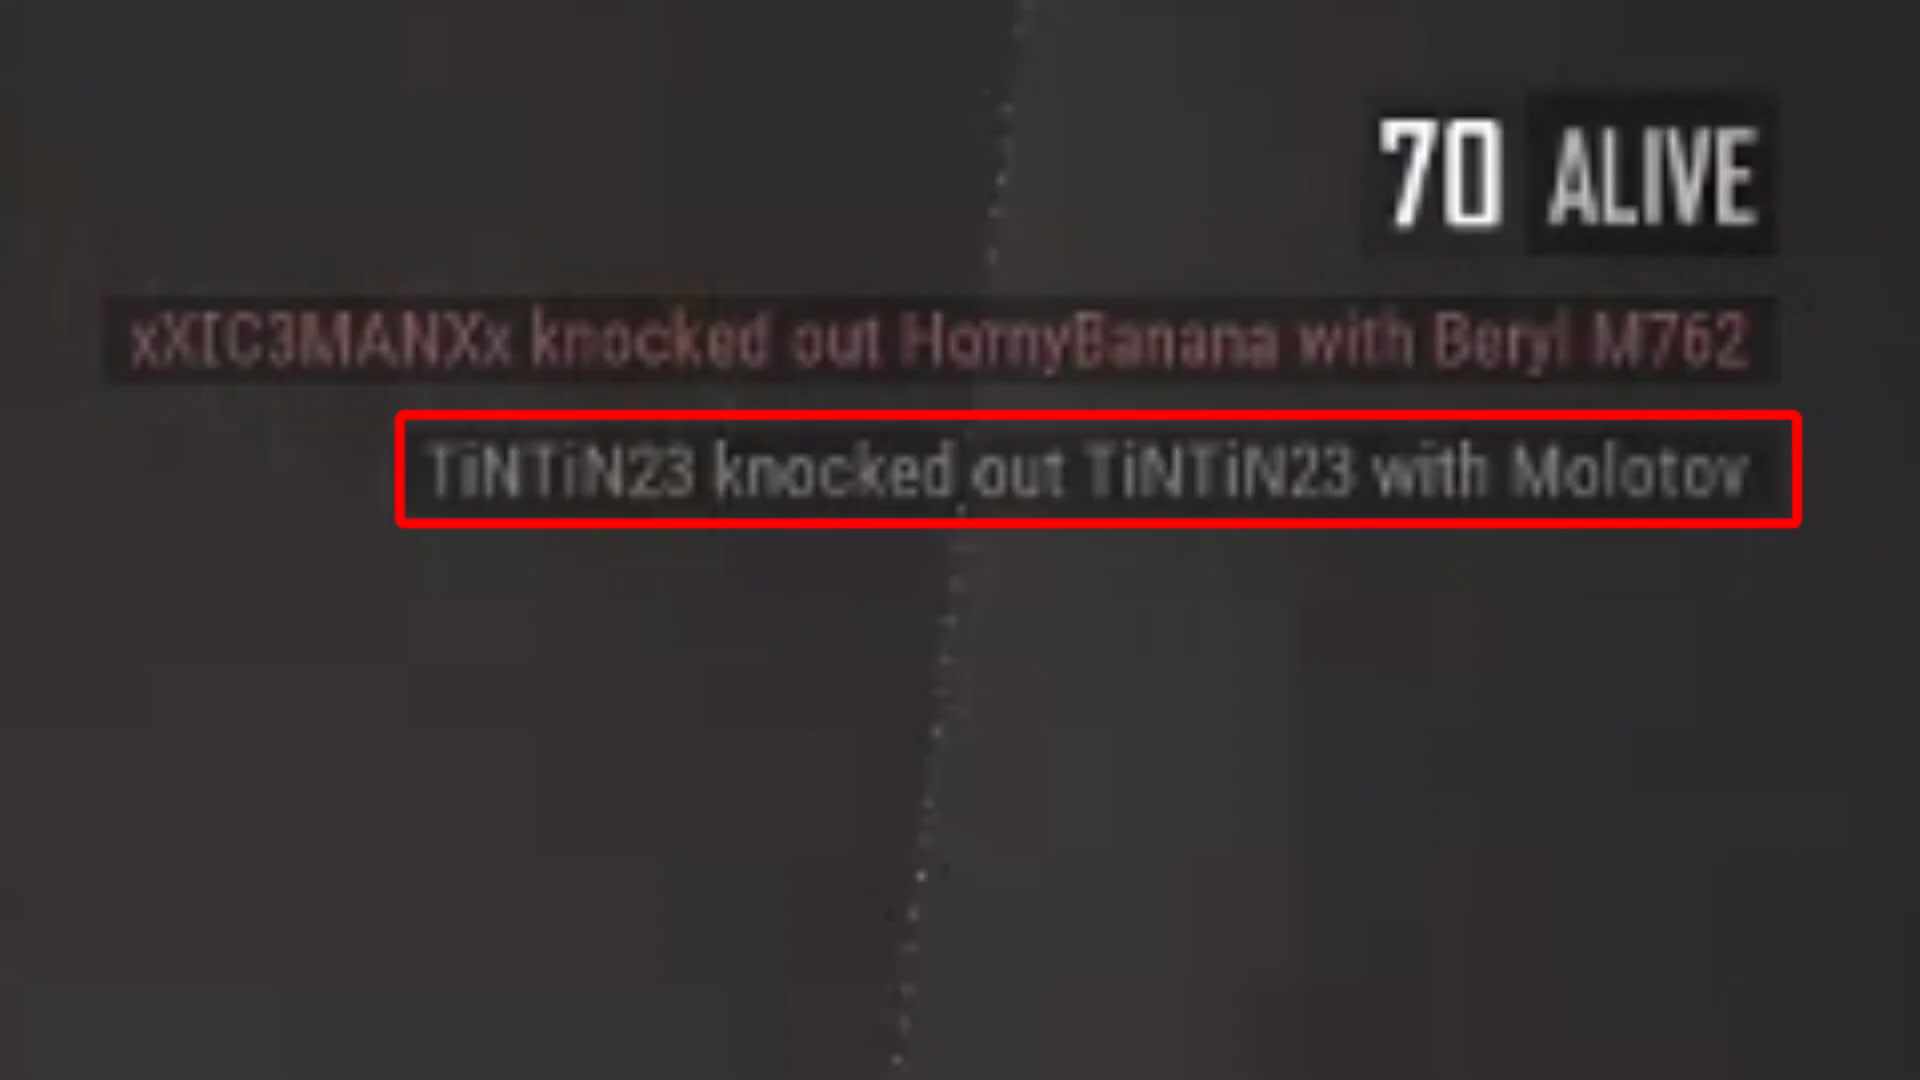 70 ALIVE
xXIC3MANXx knocked out HornyBanana with Beryl M762
TiNTiN23 knocked out TiNTiN23 with Molotov